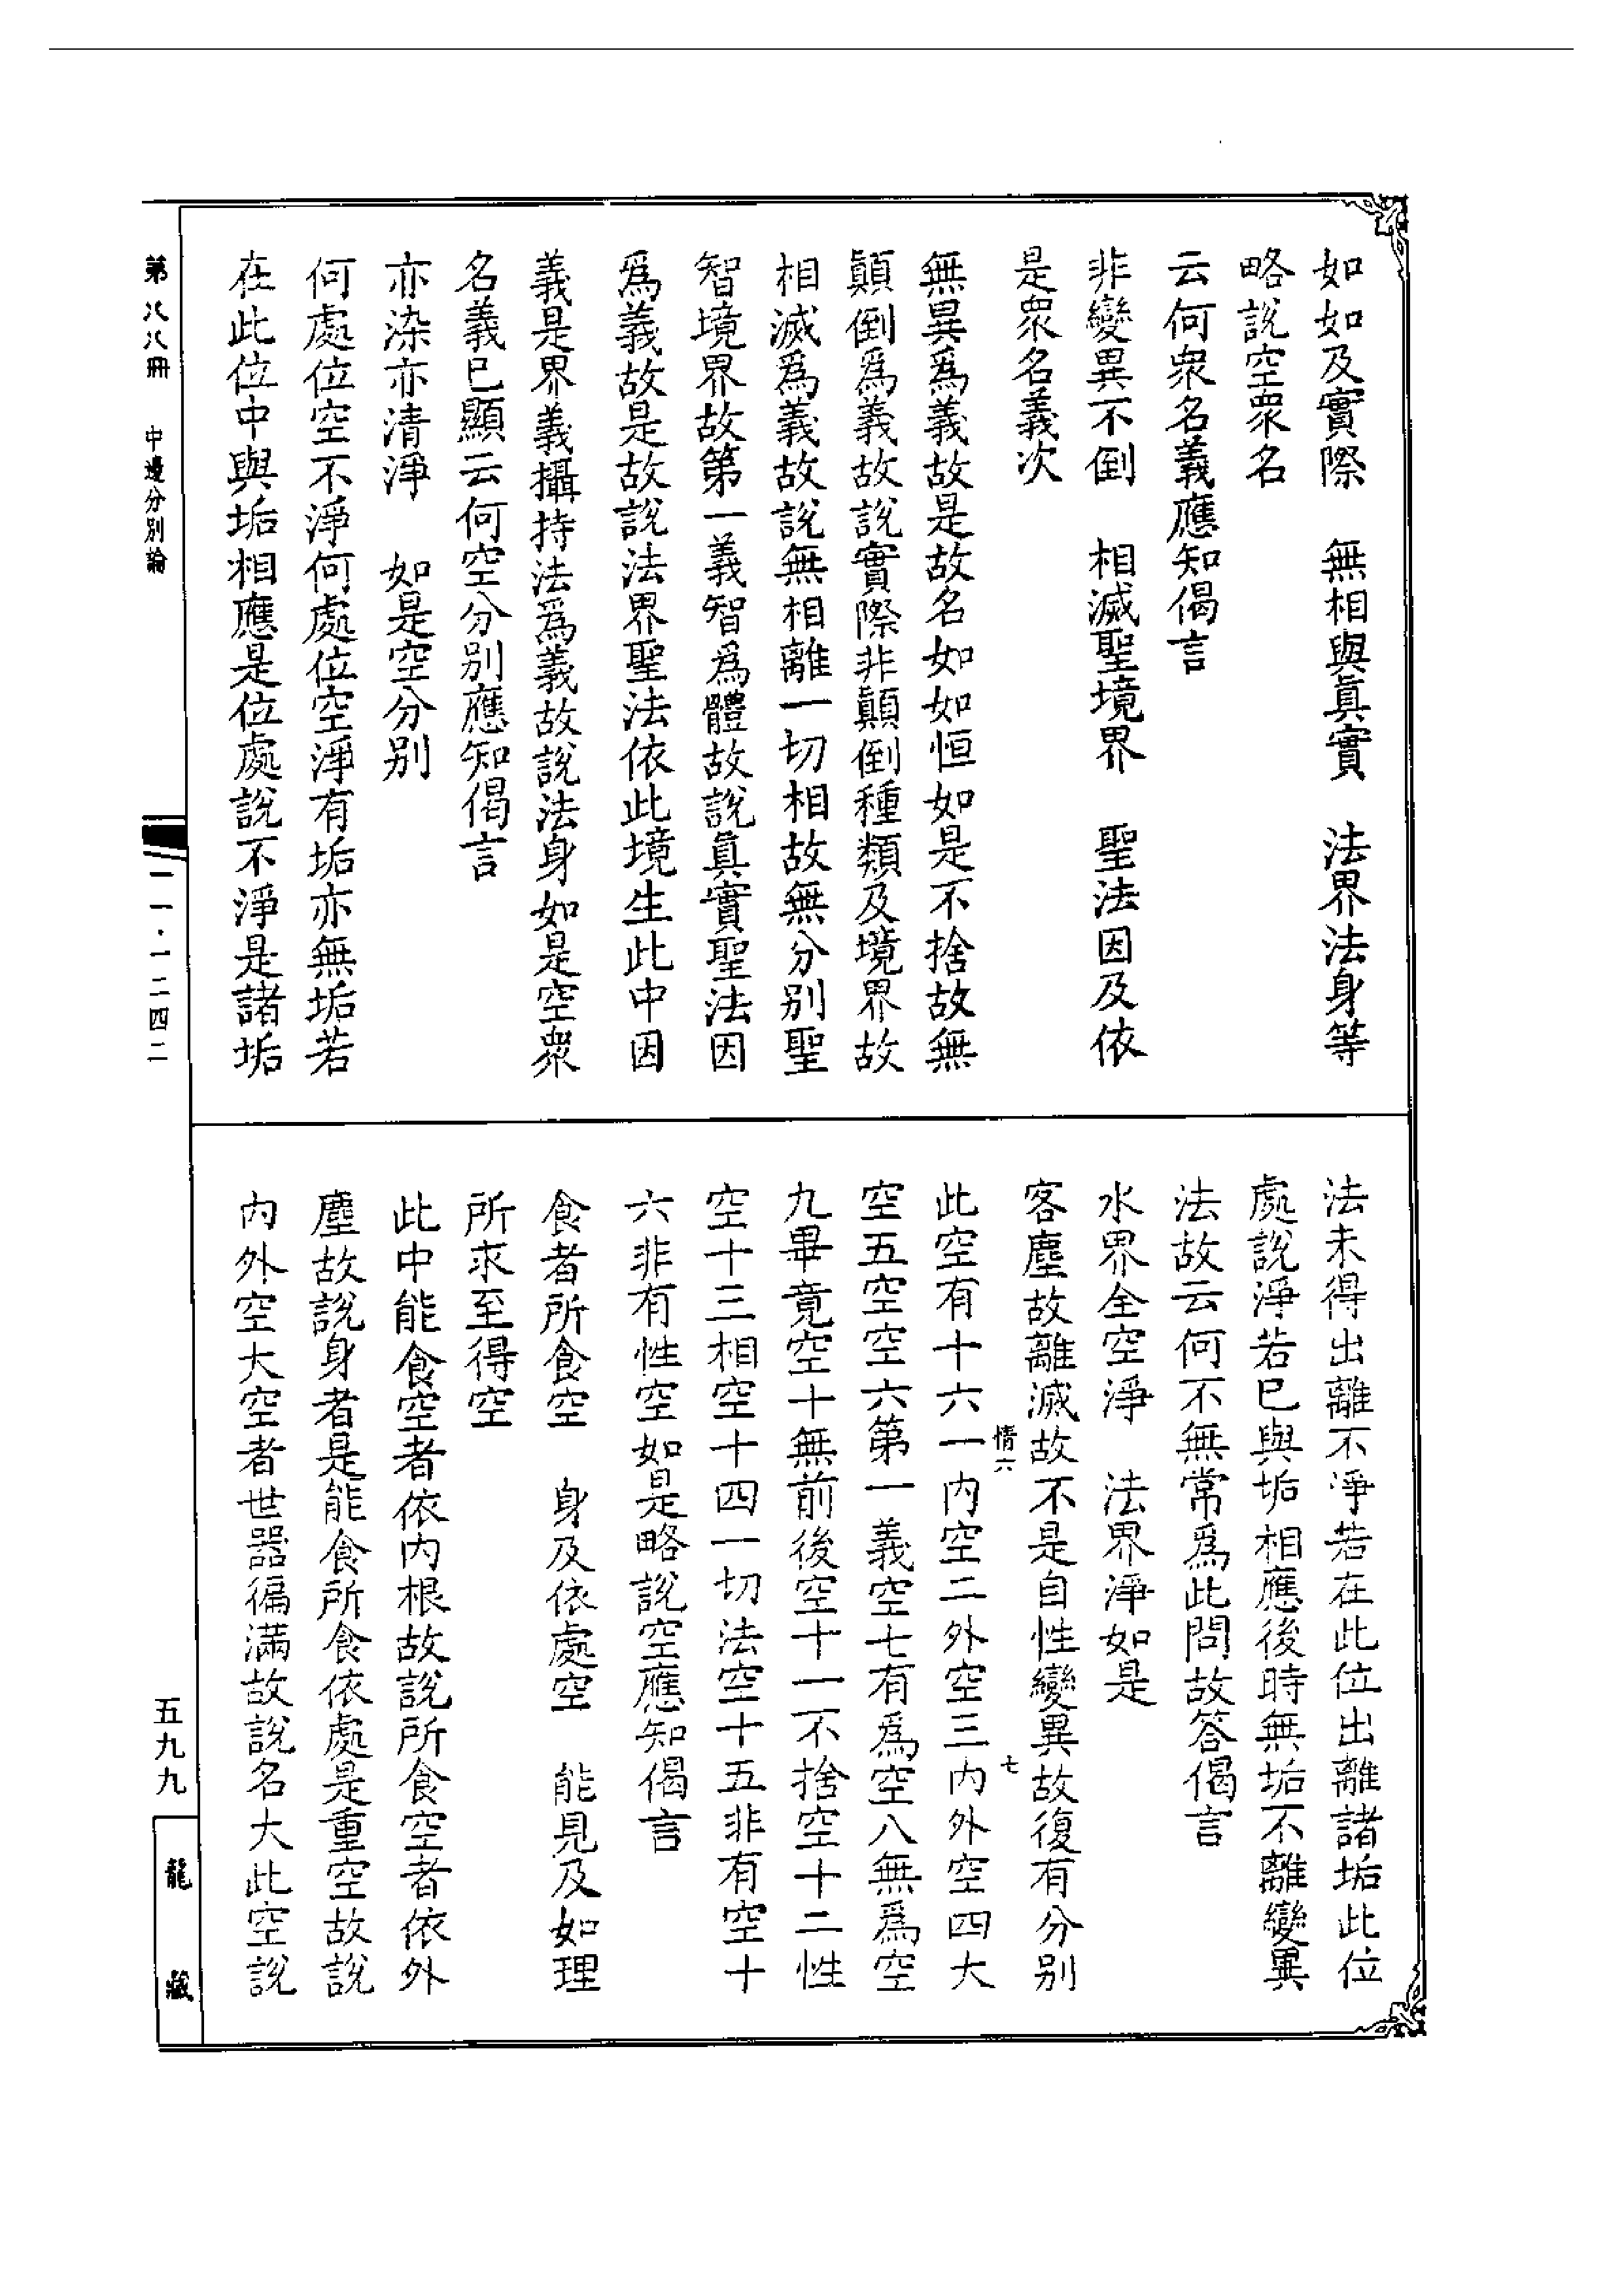 如如及實際　無相與眞實　法界法身等
略說空衆名
云何衆名義應知偈言
非變異不倒　相滅聖境界　聖法因及依
是衆名義次
無異爲義故是故名如如恒如是不捨故無
顛倒爲義故說實際非顛倒種類及境界故
相滅爲義故說無相離一切相故無分別聖
智境界故第一義智爲體故說眞實聖法因
爲義故是故說法界聖法依此境生此中因
義是界義攝持法爲義故說法身如是空衆
名義已顯云何空分別應知偈言
亦染亦清淨　如是空分別
何處位空不淨何處位空淨有垢亦無垢若
在此位中與垢相應是位處說不淨是諸垢
法未得出離不淨若在此位出離諸垢此位
處說淨若已與垢相應後時無垢不離變異
法故云何不無常爲此問故答偈言
水界全空淨　法界淨如是
客塵故離滅故不是自性變異故復有分別
情六　七
此空有十六一內空二外空三內外空四大
空五空空六第一義空七有爲空八無爲空
九畢竟空十無前後空十一不捨空十二性
空十三相空十四一切法空十五非有空十
六非有性空如是略說空應知偈言
食者所食空　身及依處空　能見及如理
所求至得空
此中能食空者依內根故說所食空者依外
塵故說身者是能食所食依處是重空故說
內外空大空者世器徧滿故說名大此空說
第八八冊　中邊分別論
一一·一二四二
五九九
龍藏